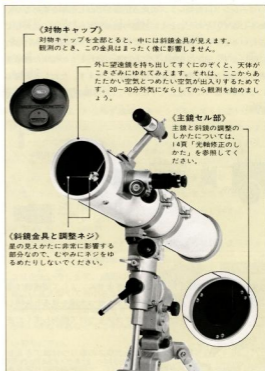 《対物キャップ》
対物キャップを全部とると、中には斜鏡金具が見えます。
観測のとき、この金具はまったく像に影響しません。
外に望遠鏡を持ち出してすぐにのぞくと、天体が
こきざみにゆれてみえます。それは、ここからあ
たたかい空気とつめたい空気が出入りするためで
す。20−30分外気にならしてから観測を始めまし
ょう。
《主鏡セル部》
主鏡と斜鏡の調整の
しかたについては、
14頁「光軸修正のし
かた」を参照してく
ださい。
《斜鏡金具と調整ネジ》
星の見えかたに非常に影響する
部分なので、むやみにネジをゆ
るめたりしないでください。